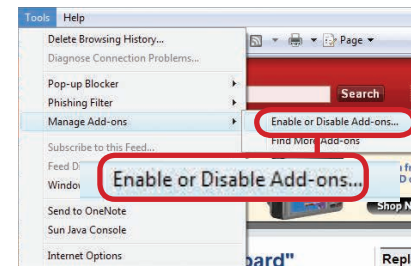 Tools Help
Delete Browsing History...
Page
Diagnose Connection Problems...
Pop-up Blocker
Search
Phishing Filter
Manage Add-ons
Enable or Disable Add-ons...
Find More Add-ons
Subscribe to this Feed...
Feed D
Enable or Disable Add-ons...
Window
Shop N
Send to OneNote
Sun Java Console
Internet Options
oard"
Repl